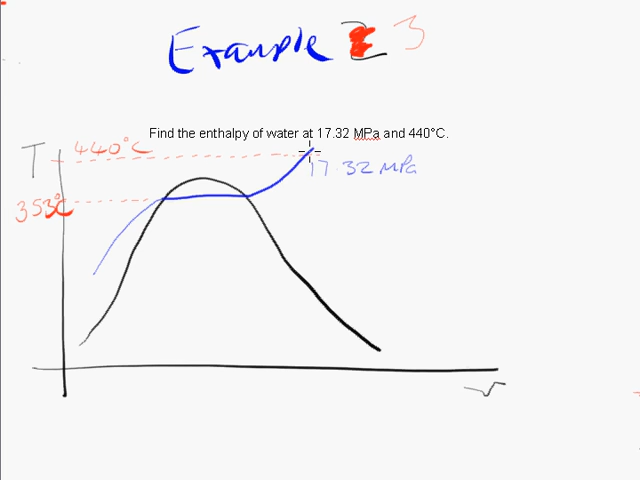 Example 3
Find the enthalpy of water at 17.32 MPa and 440°C.
T
440°C
17.32 MPa
353°C
v